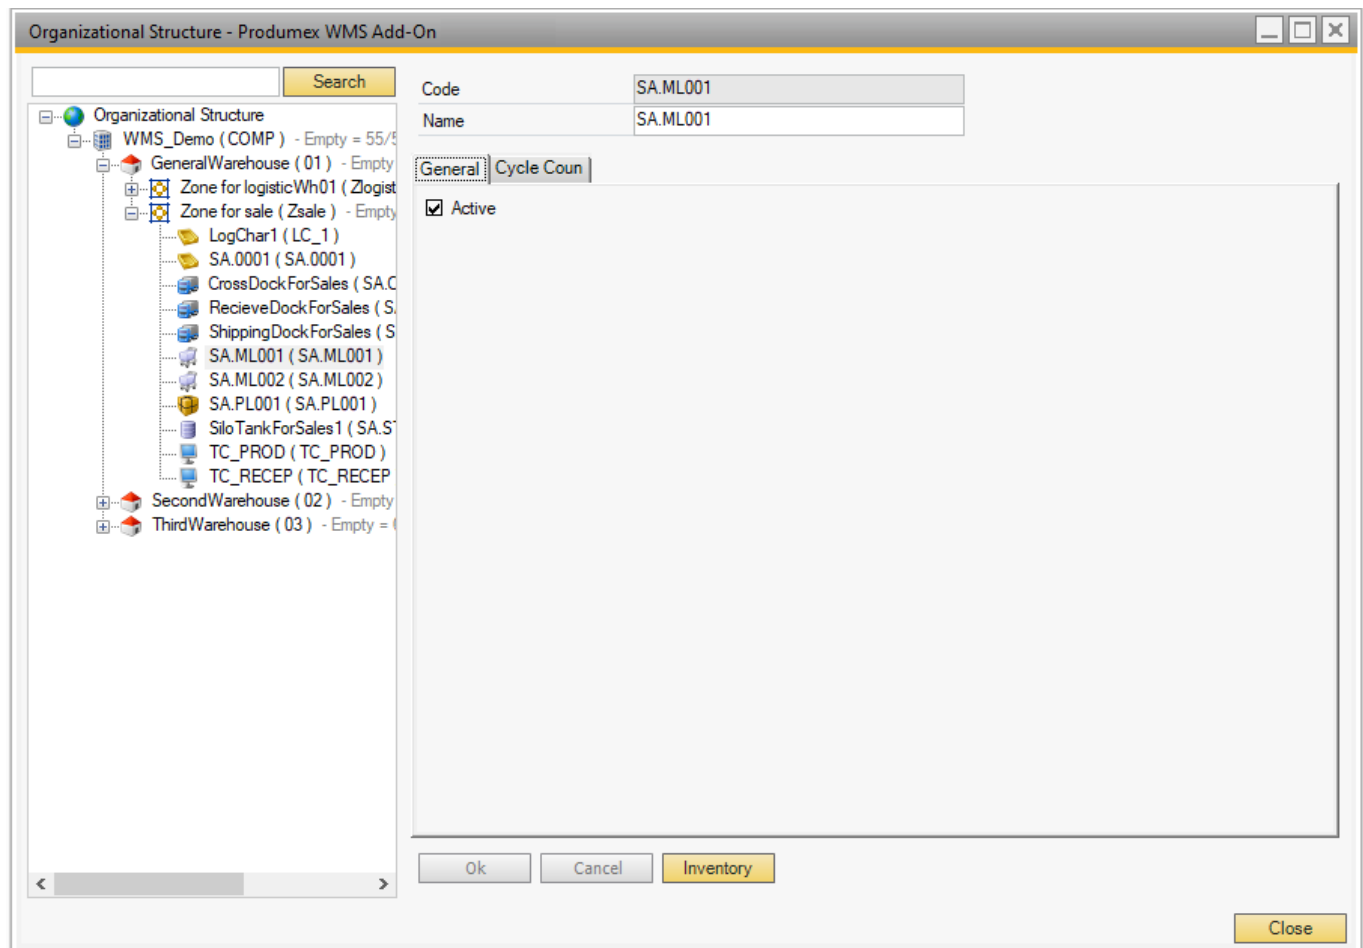 Organizational Structure - Produmex WMS Add-On
Search
Organizational Structure
WMS_Demo ( COMP ) - Empty = 55/
GeneralWarehouse ( 01 ) - Empty
Zone for logisticWh01 ( Zlogist
Zone for sale ( Zsale ) - Empty
LogChar1 ( LC_1 )
SA.0001 ( SA.0001 )
CrossDockForSales ( SA.C
RecieveDockForSales ( S
ShippingDockForSales ( S
SA.ML001 ( SA.ML001 )
SA.ML002 ( SA.ML002 )
SA.PL001 ( SA.PL001 )
SiloTankForSales1 ( SA.S
TC_PROD ( TC_PROD )
TC_RECEP ( TC_RECEP
SecondWarehouse ( 02 ) - Empty
ThirdWarehouse ( 03 ) - Empty =
Code SA.ML001
Name SA.ML001
General Cycle Coun
Active
Ok Cancel Inventory
Close